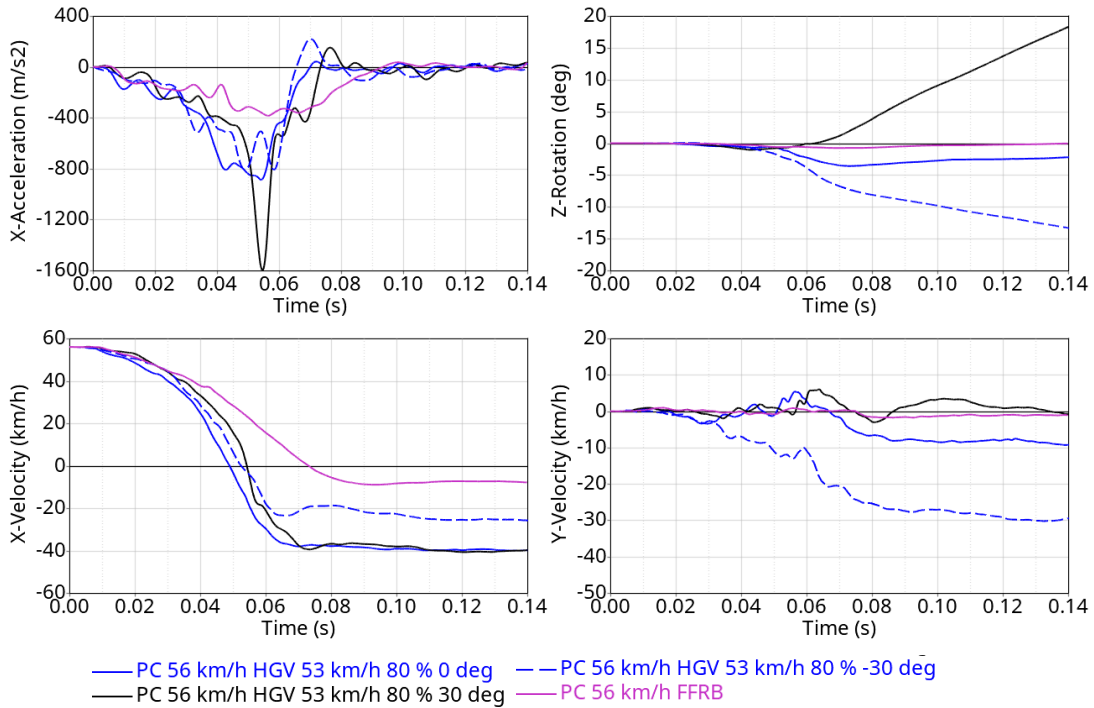 400
0
-400
-800
-1200
-1600
X-Acceleration (m/s2)
0.00 0.02 0.04 0.06 0.08 0.10 0.12 0.14
Time (s)
20
15
10
5
0
-5
-10
-15
-20
Z-Rotation (deg)
0.00 0.02 0.04 0.06 0.08 0.10 0.12 0.14
Time (s)
60
40
20
0
-20
-40
-60
X-Velocity (km/h)
0.00 0.02 0.04 0.06 0.08 0.10 0.12 0.14
Time (s)
20
10
0
-10
-20
-30
-40
-50
Y-Velocity (km/h)
0.00 0.02 0.04 0.06 0.08 0.10 0.12 0.14
Time (s)
PC 56 km/h HGV 53 km/h 80 % 0 deg
PC 56 km/h HGV 53 km/h 80 % -30 deg
PC 56 km/h HGV 53 km/h 80 % 30 deg
PC 56 km/h FFRB